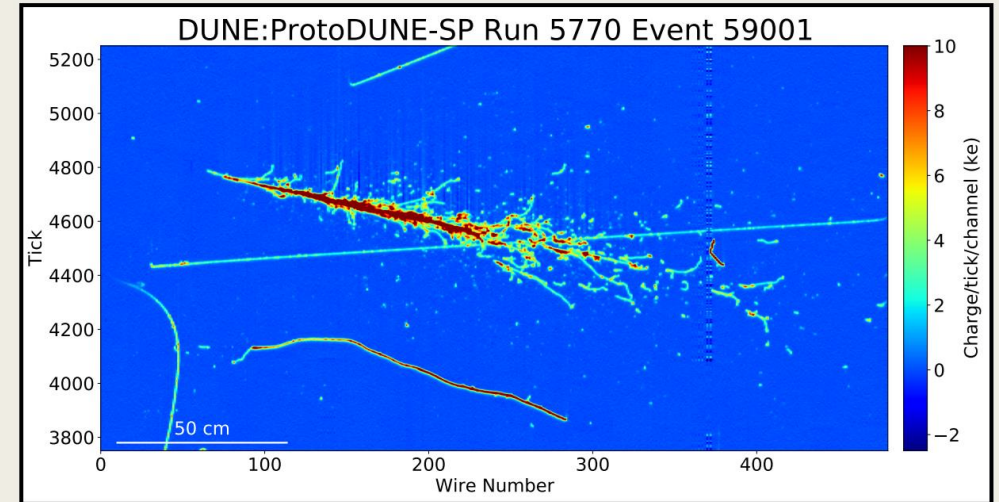 DUNE:ProtoDUNE-SP Run 5770 Event 59001
5200
5000
4800
4600
4400
4200
4000
3800
Tick
50 cm
0 100 200 300 400
Wire Number
10
8
6
4
2
0
−2
Charge/tick/channel (ke)